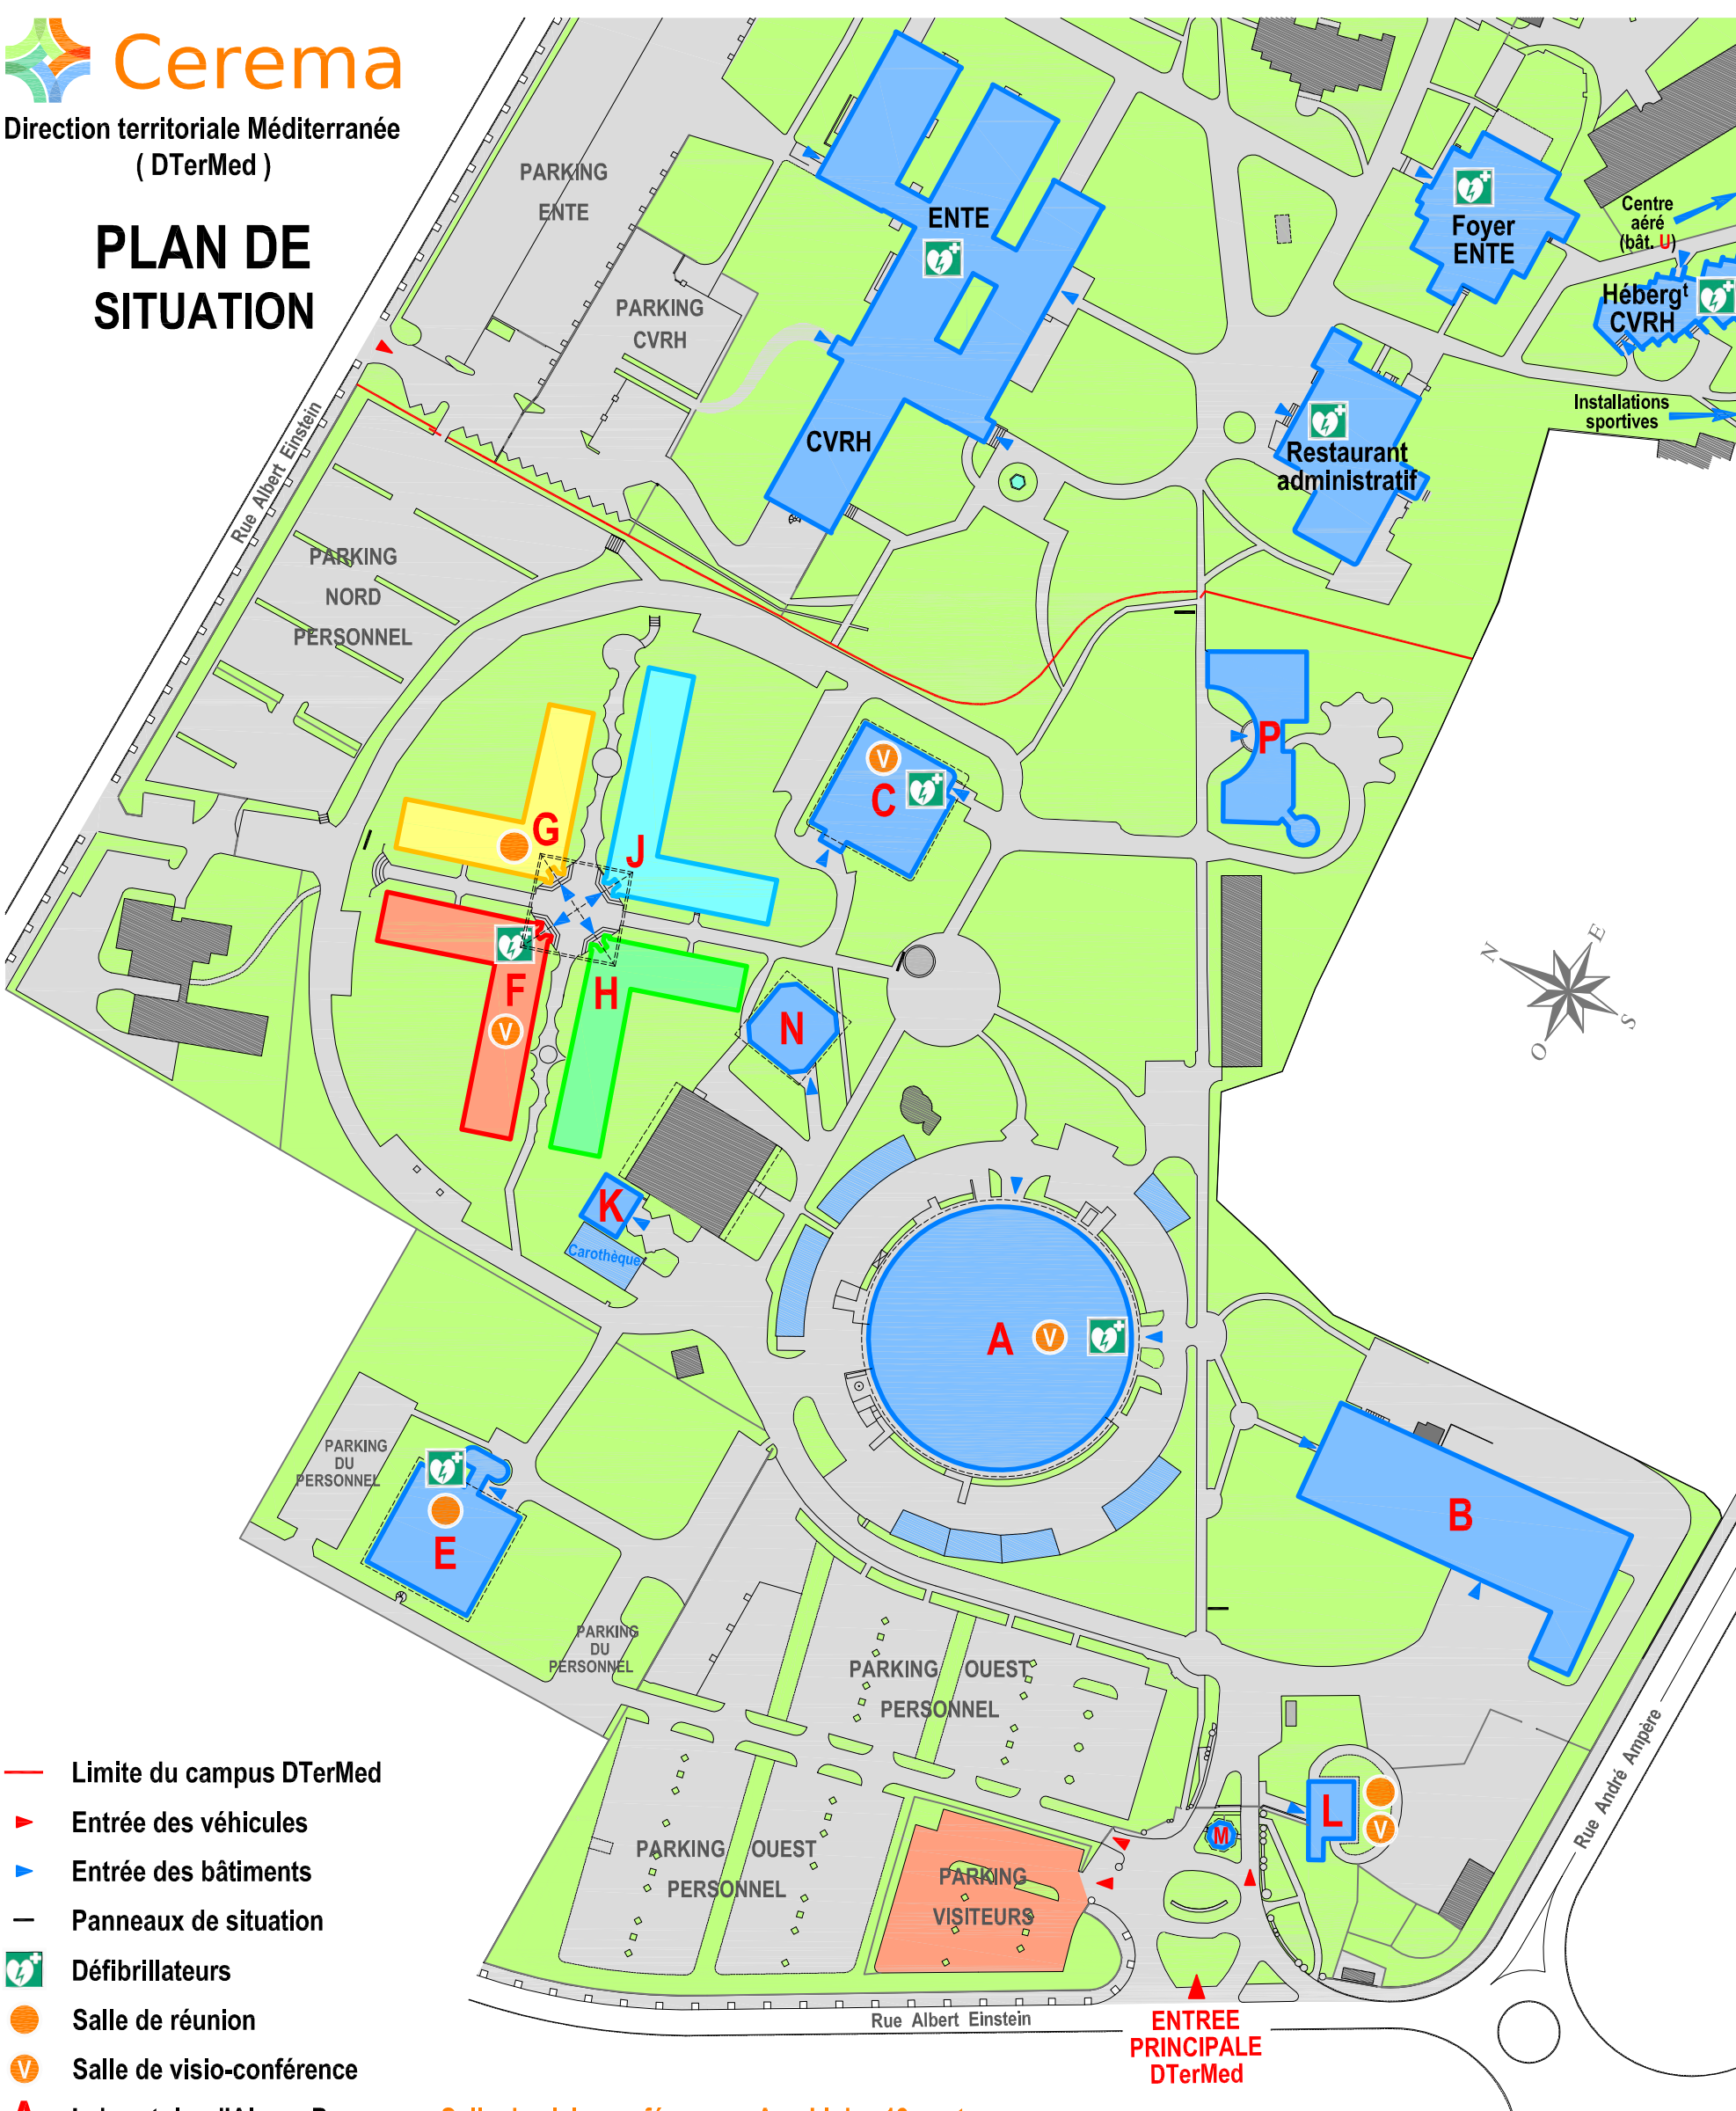 Cerema
Direction territoriale Méditerranée
( DTerMed )
PLAN DE
SITUATION
PARKING
ENTE
PARKING
CVRH
ENTE
CVRH
Foyer
ENTE
Centre
aéré
(bât. U)
Hébergt
CVRH
Installations
sportives
Restaurant
administratif
Rue Albert Einstein
PARKING
NORD
PERSONNEL
P
V
C
G
J
F
V
H
N
N
E
S
O
K
Carothèque
A
V
B
PARKING
DU
PERSONNEL
E
PARKING
DU
PERSONNEL
PARKING OUEST
PERSONNEL
PARKING OUEST
PERSONNEL
PARKING
VISITEURS
M
L
V
Rue André Ampère
Rue Albert Einstein
ENTREE
PRINCIPALE
DTerMed
Limite du campus DTerMed
Entrée des véhicules
Entrée des bâtiments
Panneaux de situation
Défibrillateurs
Salle de réunion
V Salle de visio-conférence